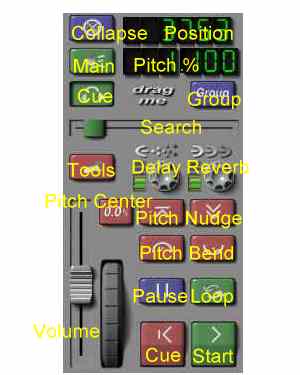 Collapse Position
Main Pitch %
100
Cue drag me Group
Group
Search
Tools Delay Reverb
Pitch Center
0.0
Pitch Nudge
Pitch Bend
Pause Loop
Volume
Cue Start